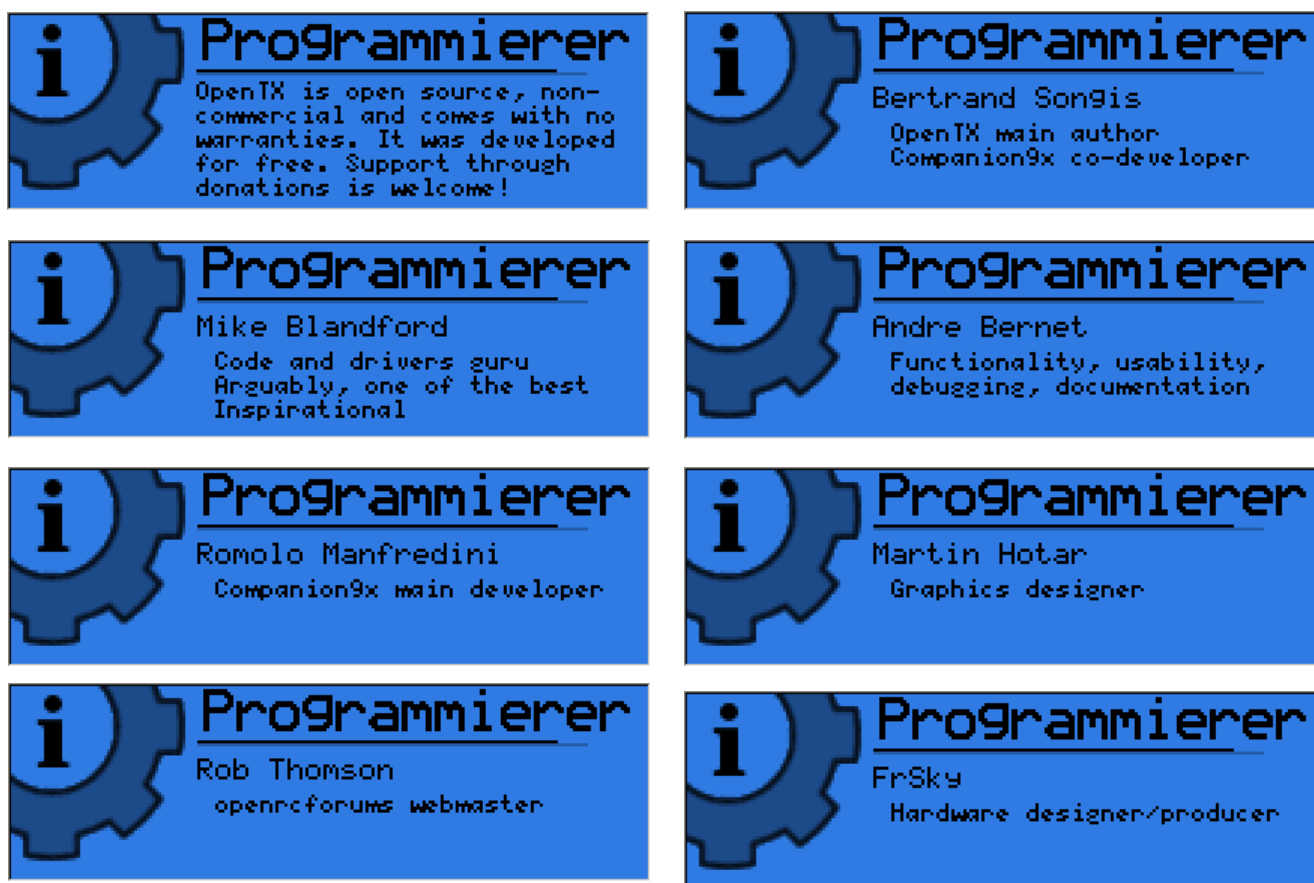 Programmierer
OpenTX is open source, non-
commercial and comes with no
warranties. It was developed
for free. Support through
donations is welcome!
Programmierer
Bertrand Songis
OpenTX main author
Companion9x co-developer
Programmierer
Mike Blandford
Code and drivers guru
Arguably, one of the best
Inspirational
Programmierer
Andre Bernet
Functionality, usability,
debugging, documentation
Programmierer
Romolo Manfredini
Companion9x main developer
Programmierer
Martin Hotar
Graphics designer
Programmierer
Rob Thomson
openrcforums webmaster
Programmierer
FrSky
Hardware designer/producer